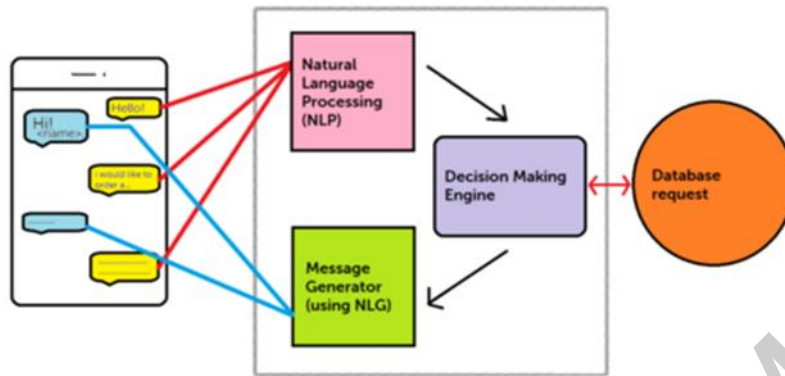 Hello!
Hi!
<name>
i would like to
order a...
Natural
Language
Processing
(NLP)
Decision Making
Engine
Database
request
Message
Generator
(using NLG)